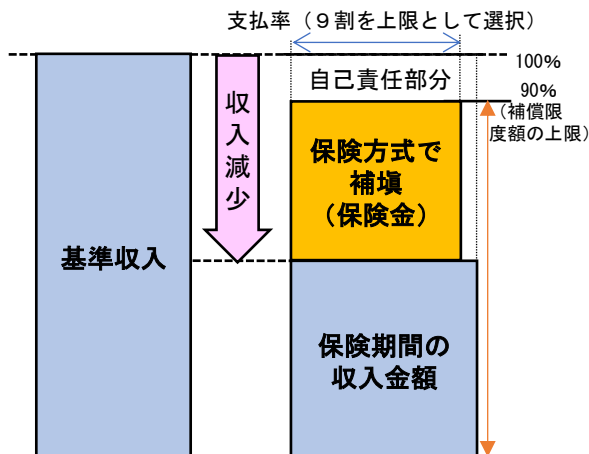 支払率（９割を上限として選択）
100%
自己責任部分
90%
（補償限
度額の上限）
収
入
減
少
保険方式で
補塡
（保険金）
基準収入
保険期間の
収入金額